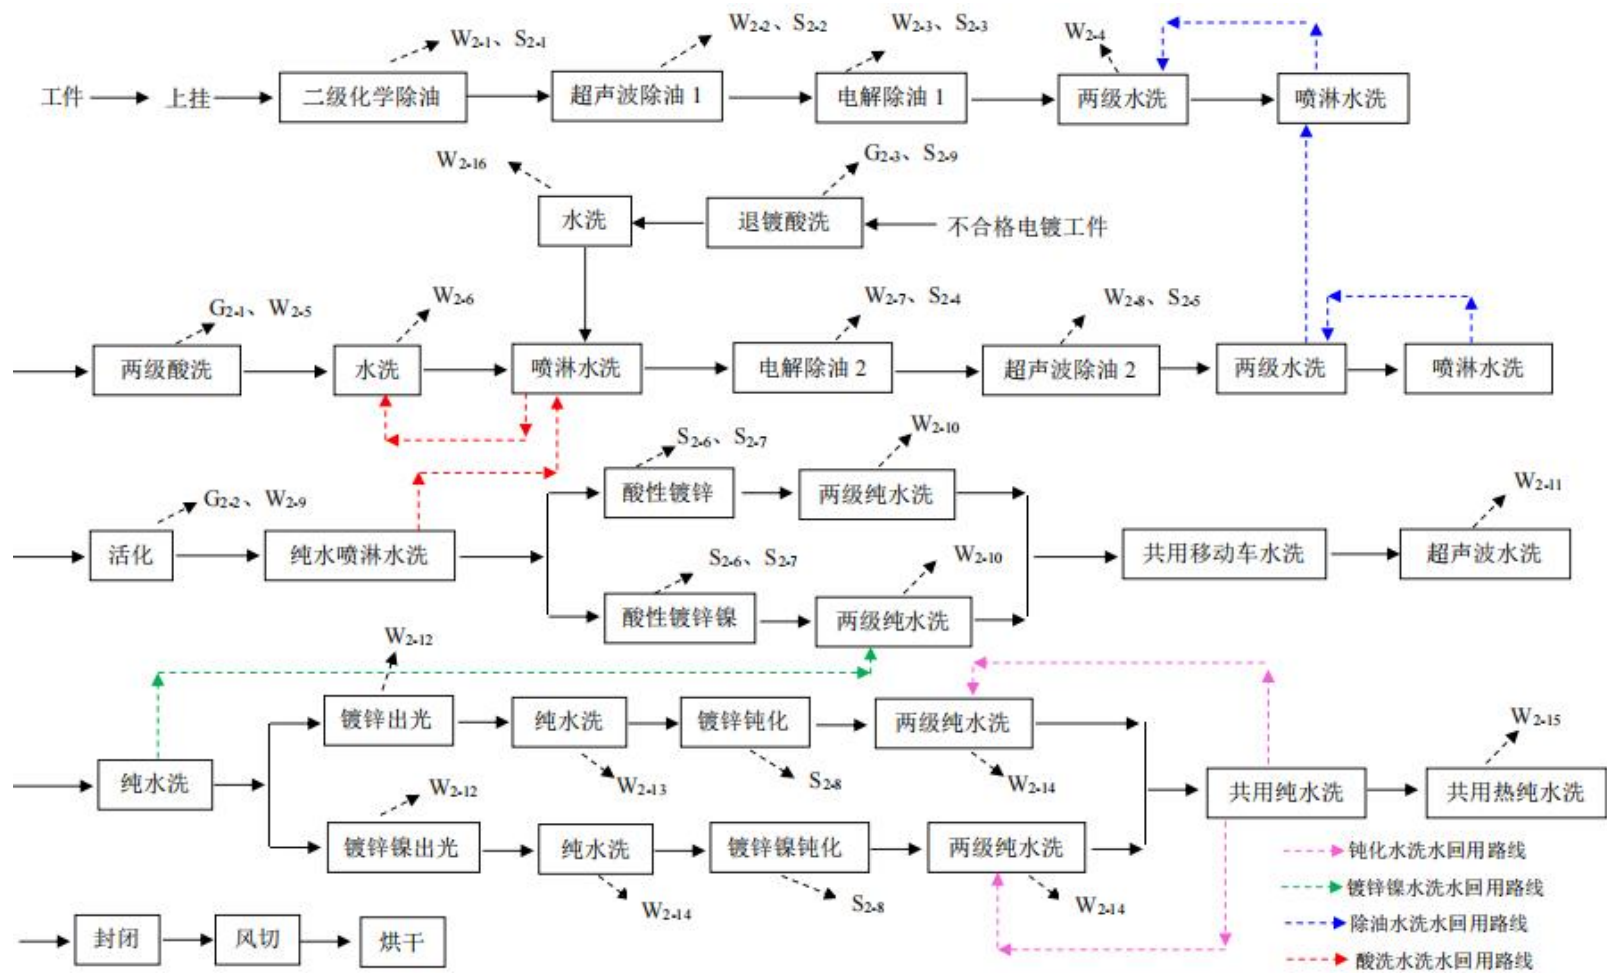 W2-1、S2-1
W2-2、S2-2
W2-3、S2-3
W2-4
工件
上挂
二级化学除油
超声波除油1
电解除油1
两级水洗
喷淋水洗
W2-16
G2-3、S2-9
水洗
退镀酸洗
不合格电镀工件
G2-1、W2-5
W2-6
W2-7、S2-4
W2-8、S2-5
两级酸洗
水洗
喷淋水洗
电解除油2
超声波除油2
两级水洗
喷淋水洗
S2-6、S2-7
W2-10
G2-2、W2-9
酸性镀锌
两级纯水洗
W2-11
活化
纯水喷淋水洗
共用移动车水洗
超声波水洗
S2-6、S2-7
W2-10
酸性镀锌镍
两级纯水洗
W2-12
镀锌出光
纯水洗
镀锌钝化
两级纯水洗
W2-15
W2-13
S2-8
W2-14
纯水洗
共用纯水洗
共用热纯水洗
W2-12
镀锌镍出光
纯水洗
镀锌镍钝化
两级纯水洗
W2-14
S2-8
W2-14
钝化水洗水回用路线
镀锌镍水洗水回用路线
除油水洗水回用路线
酸洗水洗水回用路线
封闭
风切
烘干